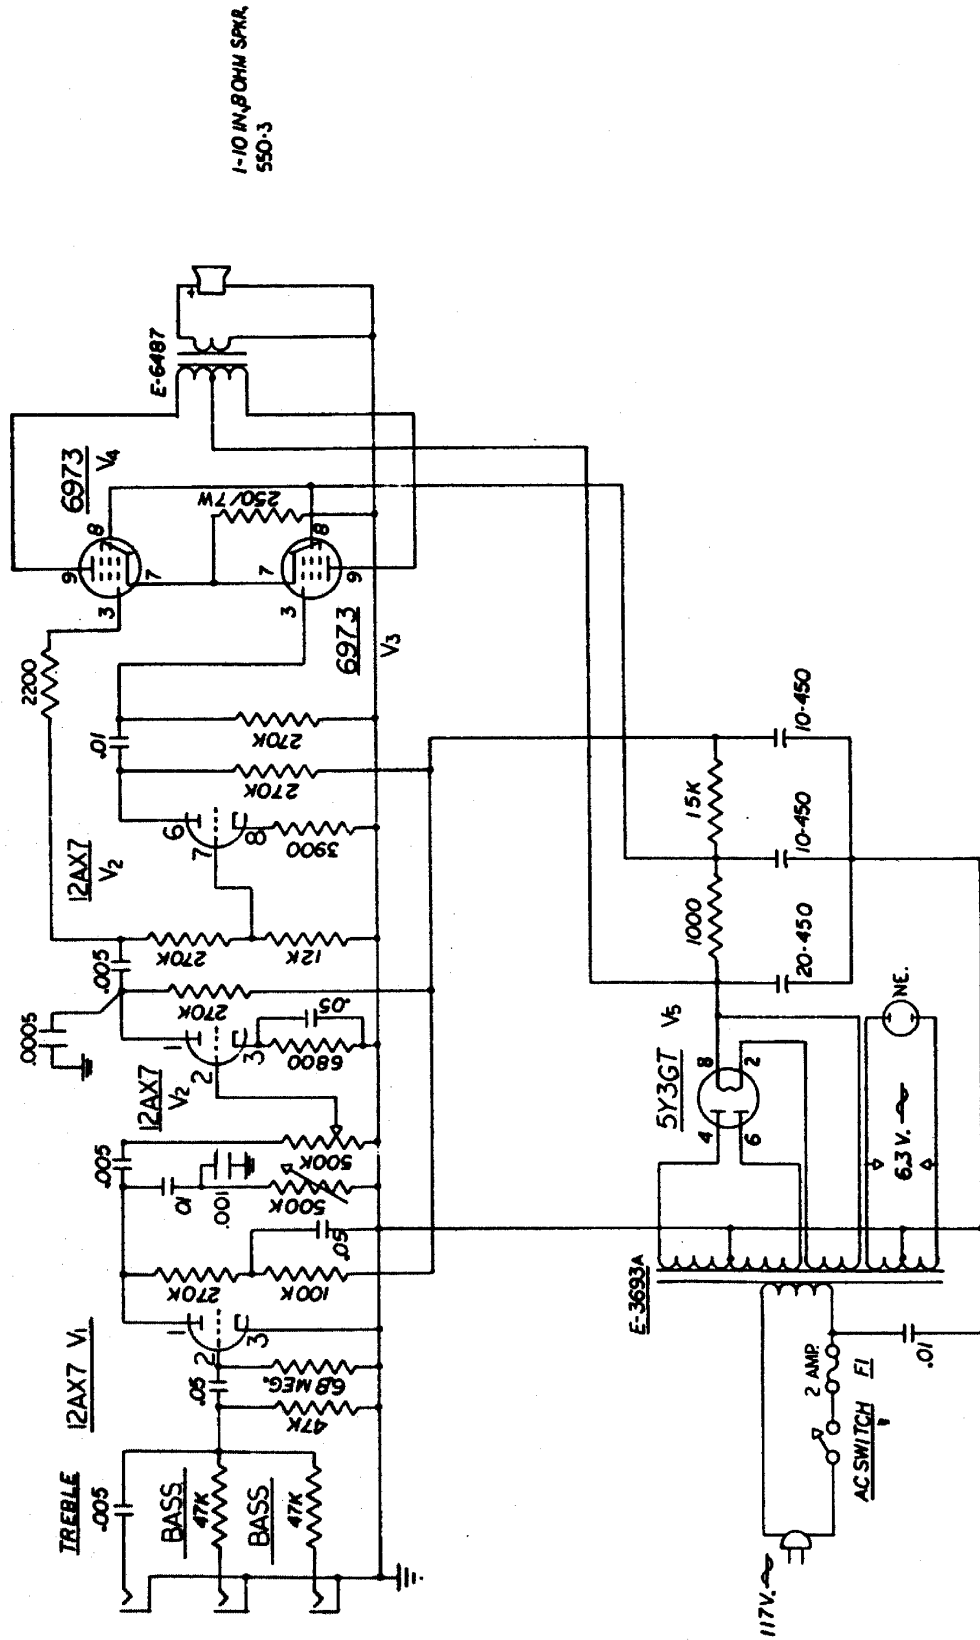 TREBLE
.005
BASS
47K
BASS
47K
12AX7 V1
.05
47K
6.8 MEG.
2
1
3
270K
100K
.05
.01
.001
500K
.005
500K
12AX7
V2
1
2
3
6800
.05
.0005
270K
.005
270K
12K
12AX7
V2
6
7
8
3900
270K
.01
270K
2200
6973
V4
3
9
8
7
250/7W
6973
V3
3
7
8
9
E-6487
+
1-10 IN, 8 OHM SPKR,
550-3
117V.
AC SWITCH
2 AMP.
F1
.01
E-3693A
5Y3GT
V5
4
6
8
2
6.3 V.
NE.
1000
15K
20-450
10-450
10-450